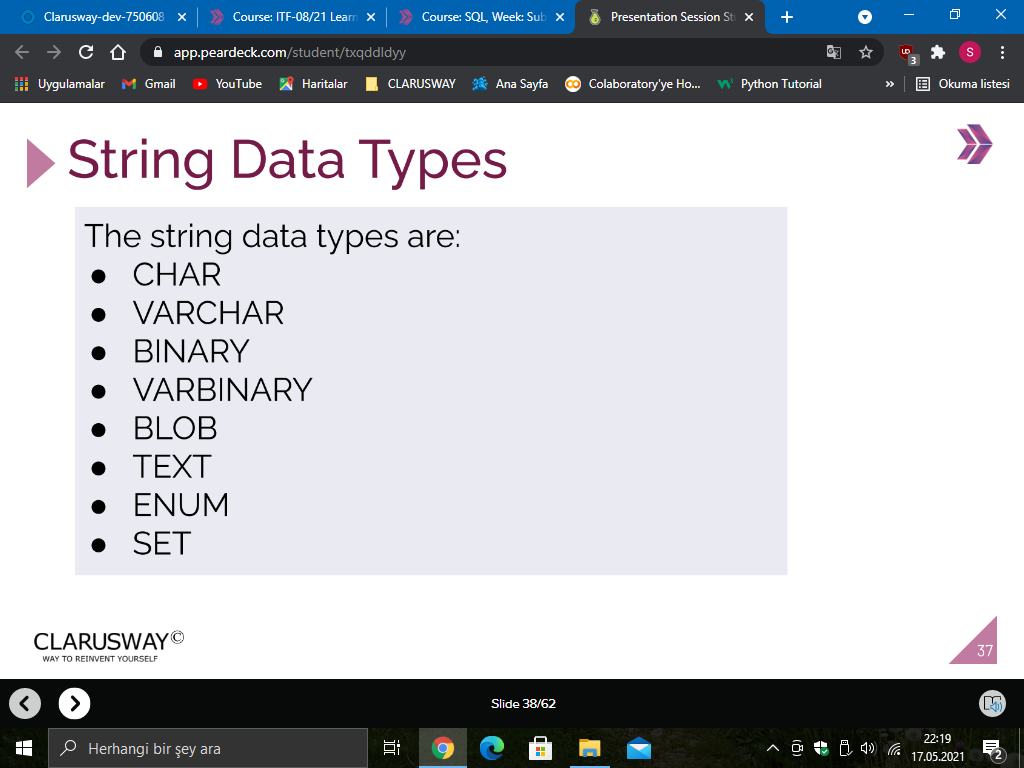 Clarusway-dev-750608
Course: ITF-08/21 Learn
Course: SQL, Week: Sub
Presentation Session St
app.peardeck.com/student/txqddldyy
UD
3
S
Uygulamalar
Gmail
YouTube
Haritalar
CLARUSWAY
Ana Sayfa
Colaboratory'ye Ho...
Python Tutorial
»
Okuma listesi
String Data Types
The string data types are:
● CHAR
● VARCHAR
● BINARY
● VARBINARY
● BLOB
● TEXT
● ENUM
● SET
CLARUSWAY©
WAY TO REINVENT YOURSELF
37
Slide 38/62
Herhangi bir şey ara
22:19
17.05.2021
2